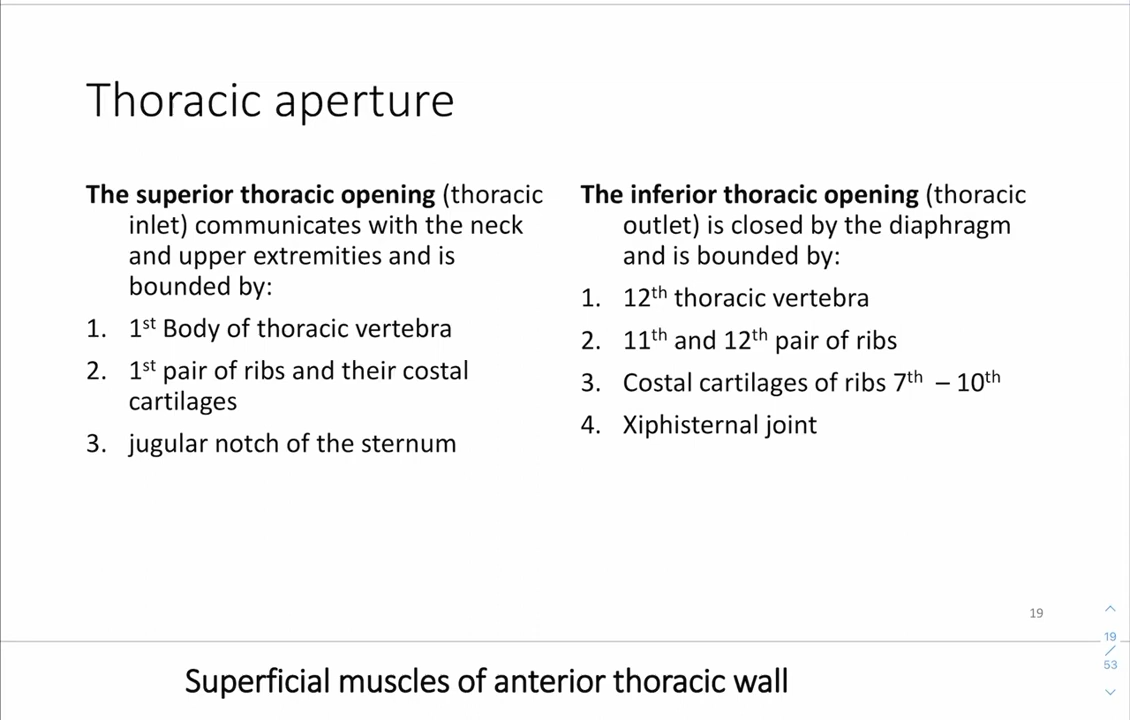 Thoracic aperture
The superior thoracic opening (thoracic
inlet) communicates with the neck
and upper extremities and is
bounded by:
1. 1st Body of thoracic vertebra
2. 1st pair of ribs and their costal
cartilages
3. jugular notch of the sternum
The inferior thoracic opening (thoracic
outlet) is closed by the diaphragm
and is bounded by:
1. 12th thoracic vertebra
2. 11th and 12th pair of ribs
3. Costal cartilages of ribs 7th – 10th
4. Xiphisternal joint
19
19
/
53
Superficial muscles of anterior thoracic wall